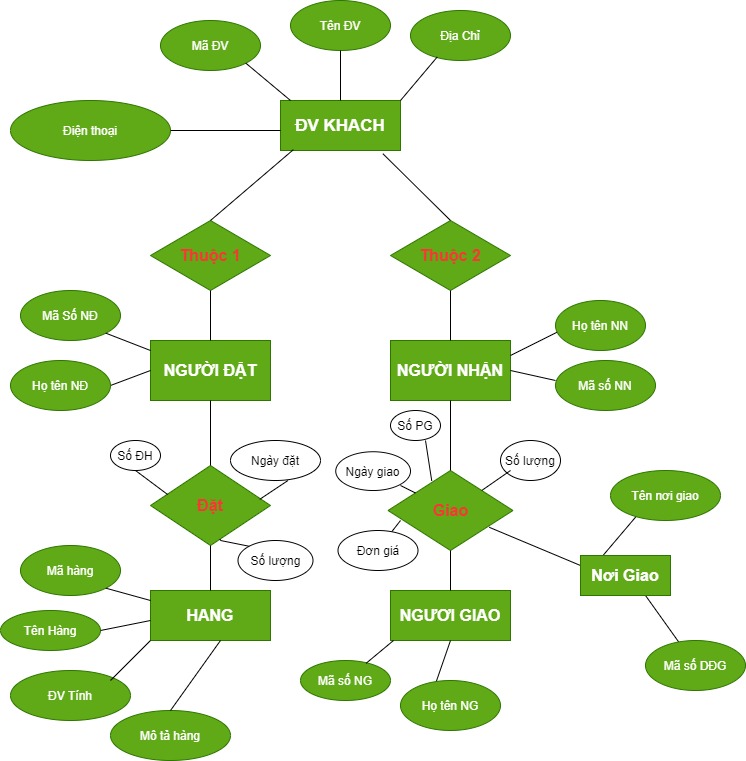 Tên ĐV
Mã ĐV
Địa Chỉ
Điện thoại
ĐV KHACH
Thuộc 1
Thuộc 2
Mã Số NĐ
Họ tên NN
NGƯỜI ĐẶT
NGƯỜI NHẬN
Họ tên NĐ
Mã số NN
Số PG
Số ĐH
Ngày đặt
Số lượng
Ngày giao
Tên nơi giao
Đặt
Giao
Đơn giá
Số lượng
Mã hàng
Nơi Giao
HANG
NGƯƠI GIAO
Tên Hàng
Mã số DĐG
Mã số NG
ĐV Tính
Họ tên NG
Mô tả hàng